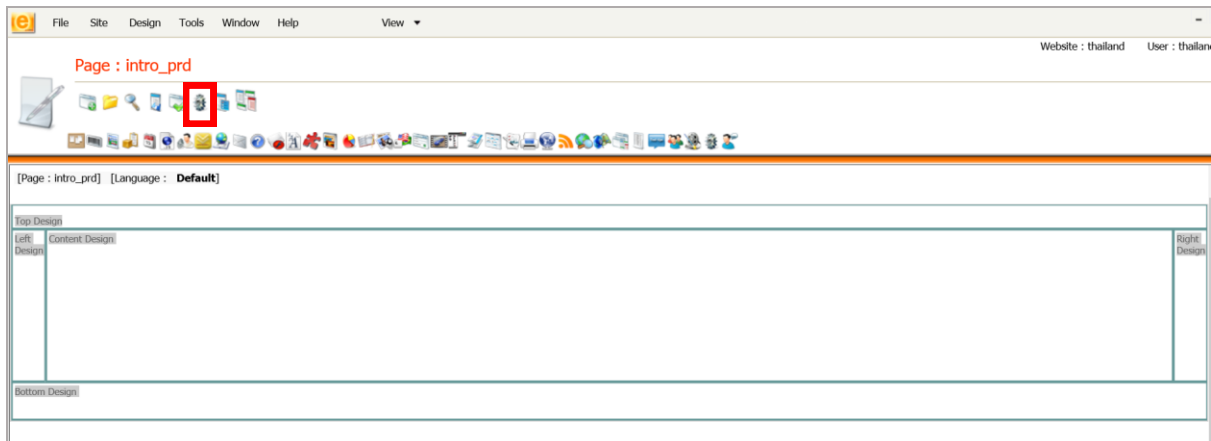 File Site Design Tools Window Help View
Website : thailand User : thailan
Page : intro_prd
[Page : intro_prd] [Language : Default]
Top Design
Left Design
Content Design
Right Design
Bottom Design